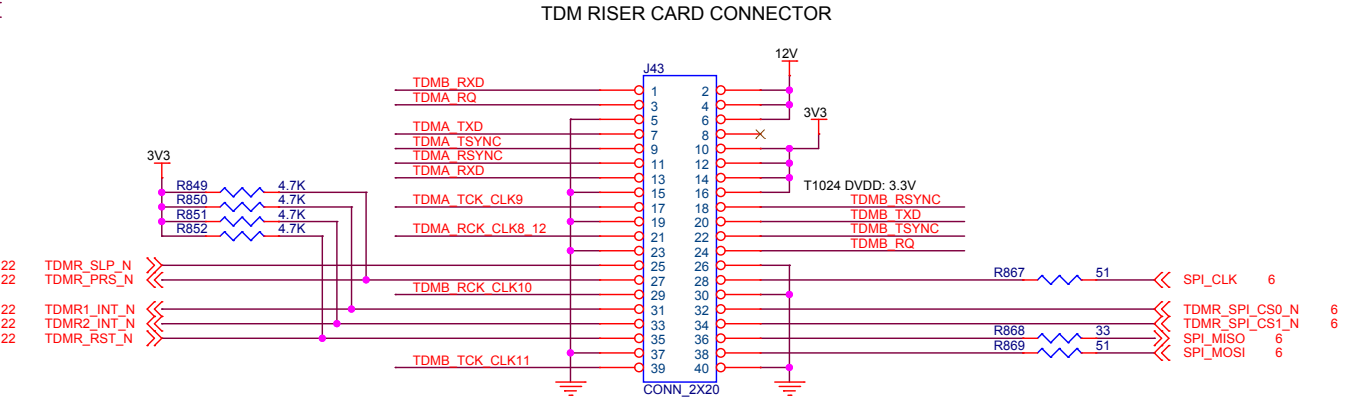 TDM RISER CARD CONNECTOR
12V
J43
TDMB_RXD
1 2
TDMA_RQ
3 4
5 6
3V3
TDMA_TXD
7 8
TDMA_TSYNC
9 10
TDMA_RSYNC
11 12
3V3
TDMA_RXD
13 14
R849 4.7K
15 16
T1024 DVDD: 3.3V
R850 4.7K
TDMA_TCK_CLK9
17 18
TDMB_RSYNC
R851 4.7K
19 20
TDMB_TXD
R852 4.7K
TDMA_RCK_CLK8_12
21 22
TDMB_TSYNC
23 24
TDMB_RQ
22 TDMR_SLP_N
25 26
22 TDMR_PRS_N
27 28
R867 51 SPI_CLK 6
TDMB_RCK_CLK10
29 30
22 TDMR1_INT_N
31 32
TDMR_SPI_CS0_N 6
22 TDMR2_INT_N
33 34
TDMR_SPI_CS1_N 6
22 TDMR_RST_N
35 36
R868 33 SPI_MISO 6
37 38
R869 51 SPI_MOSI 6
TDMB_TCK_CLK11
39 40
CONN_2X20